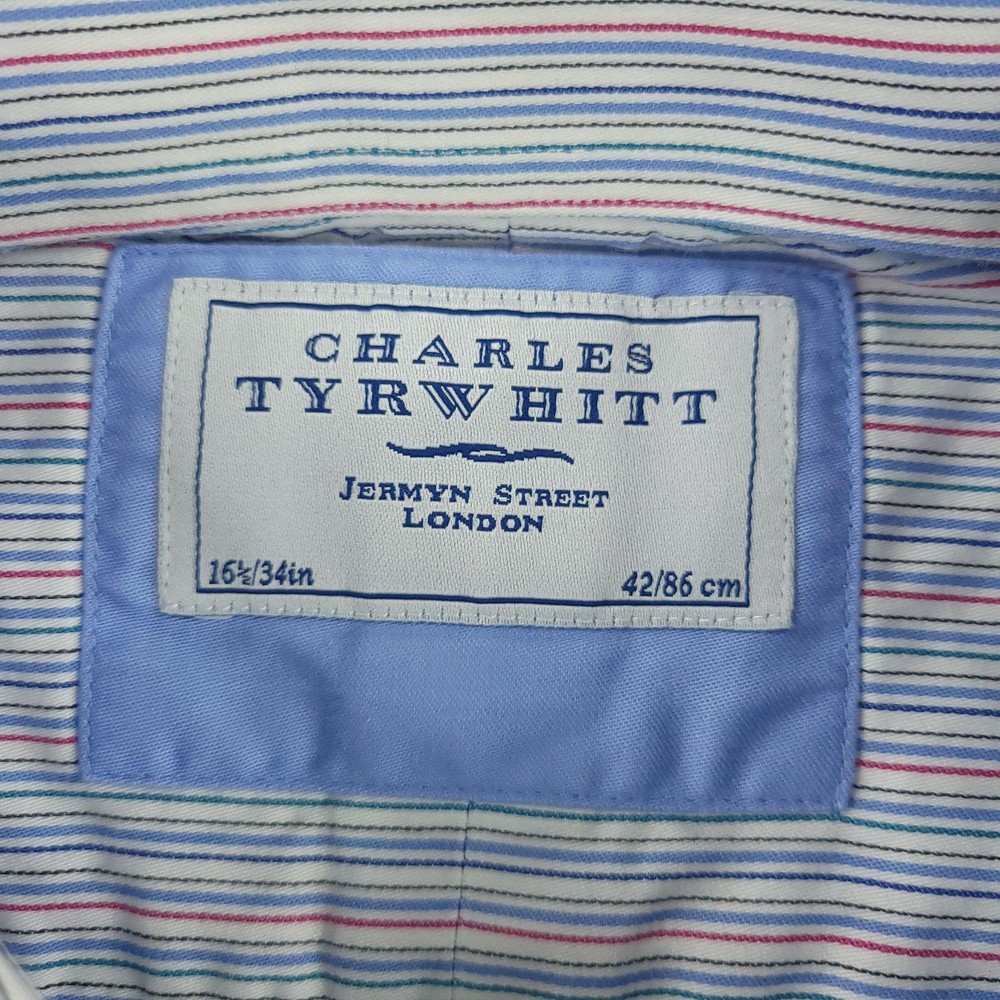 CHARLES
TYRWHITT
JERMYN STREET
LONDON
16½/34in 42/86 cm